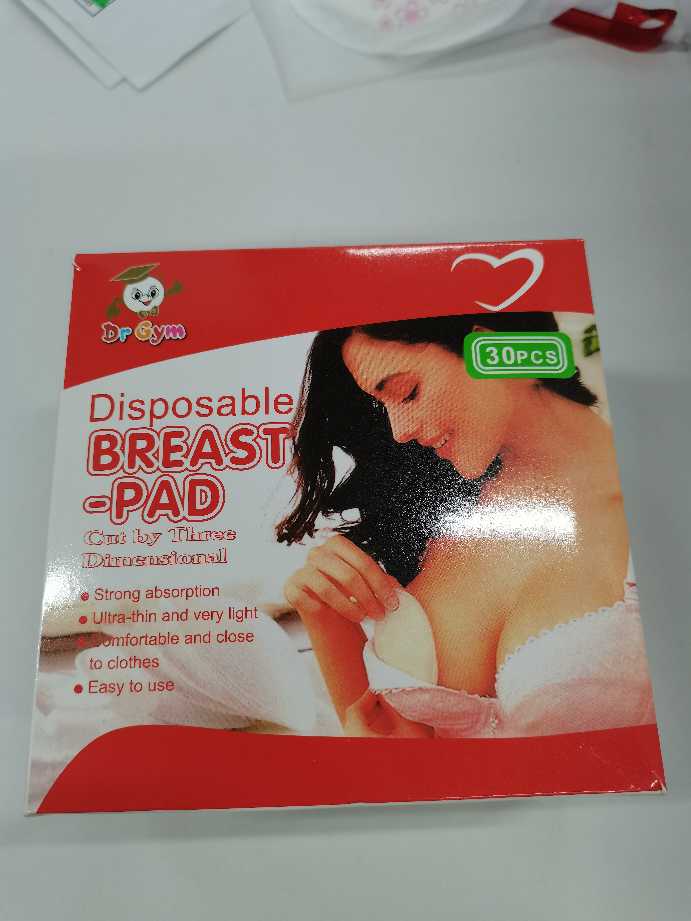 Dr Gym
30PCS
Disposable
BREAST
-PAD
Cut by Three
Dimensional
Strong absorption
Ultra-thin and very light
Comfortable and close
to clothes
Easy to use